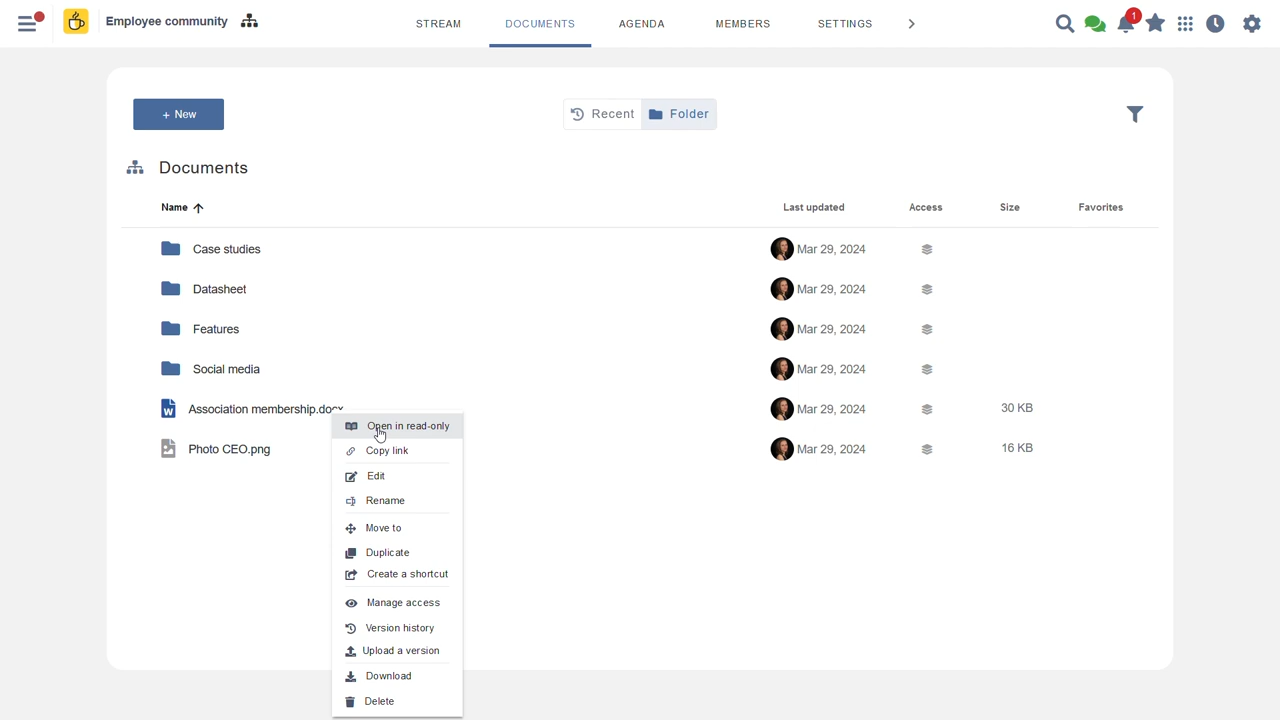 Employee community
STREAM
DOCUMENTS
AGENDA
MEMBERS
SETTINGS
1
+ New
Recent
Folder
Documents
Name
Last updated
Access
Size
Favorites
Case studies
Mar 29, 2024
Datasheet
Mar 29, 2024
Features
Mar 29, 2024
Social media
Mar 29, 2024
Association membership.docx
Mar 29, 2024
30 KB
Photo CEO.png
Mar 29, 2024
16 KB
Open in read-only
Copy link
Edit
Rename
Move to
Duplicate
Create a shortcut
Manage access
Version history
Upload a version
Download
Delete